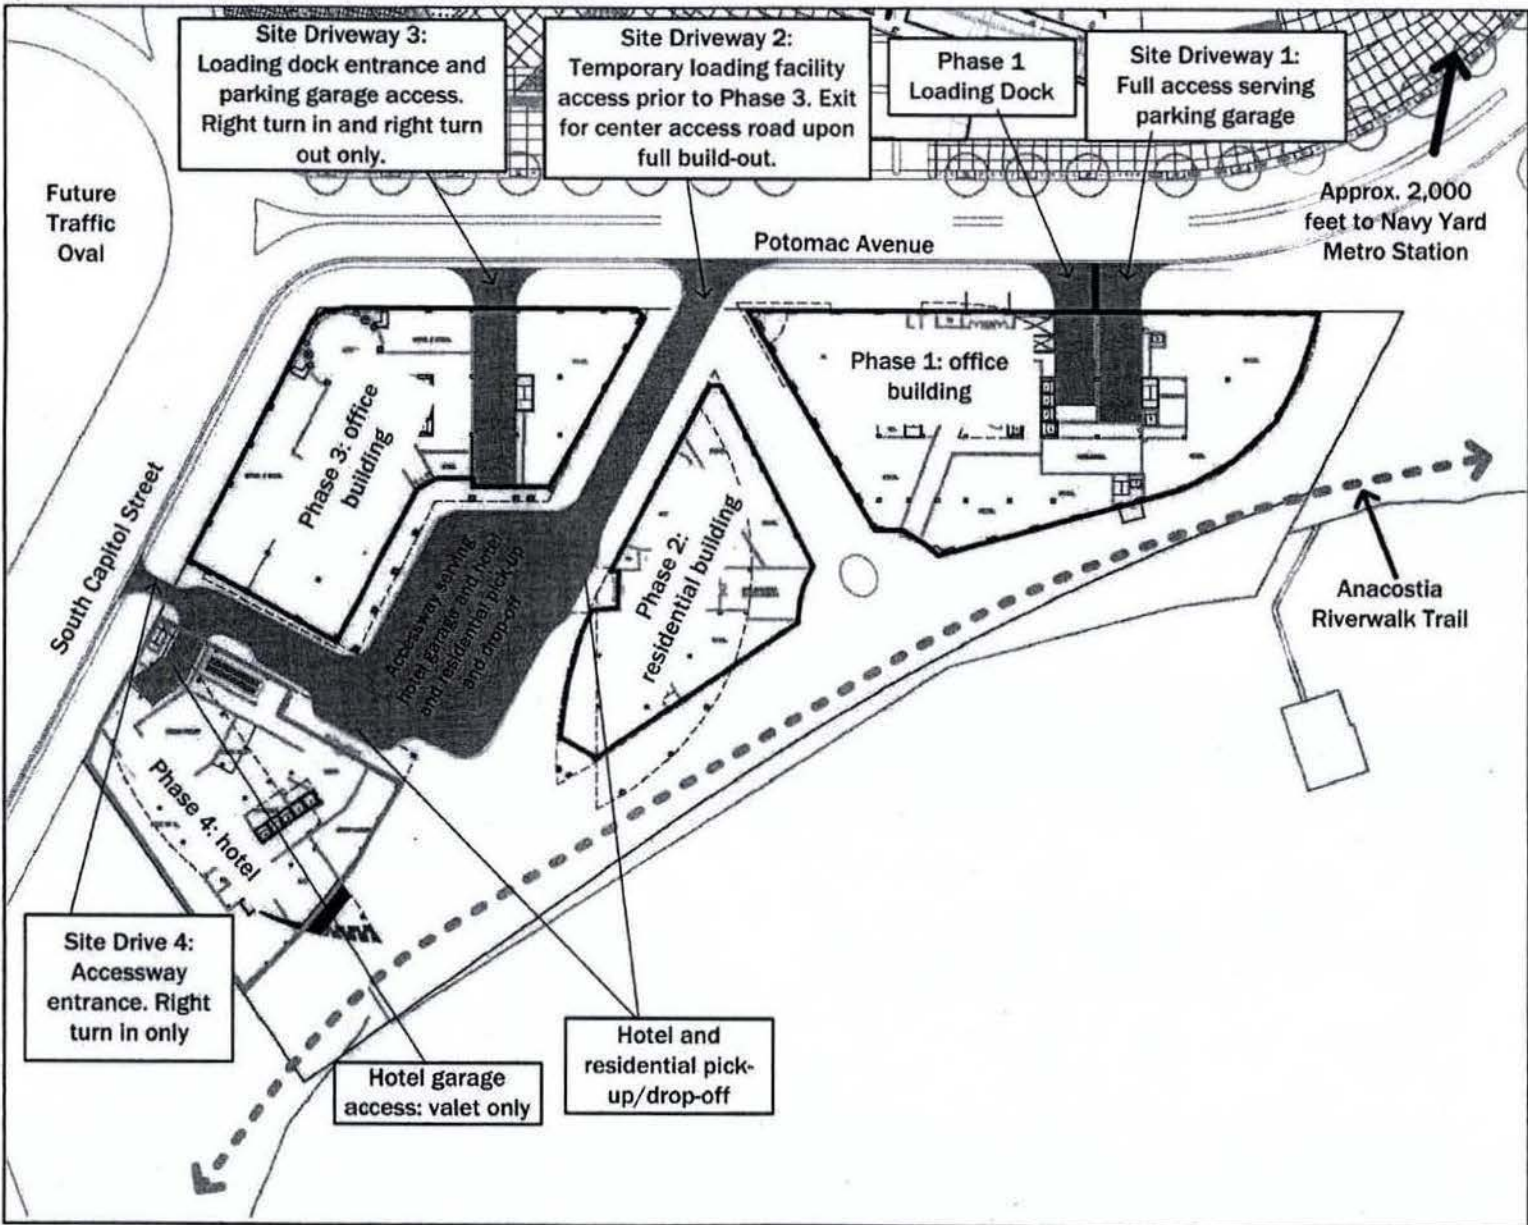 Site Driveway 3:
Loading dock entrance and
parking garage access.
Right turn in and right turn
out only.
Site Driveway 2:
Temporary loading facility
access prior to Phase 3. Exit
for center access road upon
full build-out.
Phase 1
Loading Dock
Site Driveway 1:
Full access serving
parking garage
Future
Traffic
Oval
Approx. 2,000
feet to Navy Yard
Metro Station
Potomac Avenue
Phase 1: office
building
Phase 3: office
building
South Capitol Street
Phase 2:
residential building
Accessway serving
hotel garage and hotel
and residential pick-up
and drop-off
Anacostia
Riverwalk Trail
Phase 4: hotel
Site Drive 4:
Accessway
entrance. Right
turn in only
Hotel garage
access: valet only
Hotel and
residential pick-
up/drop-off